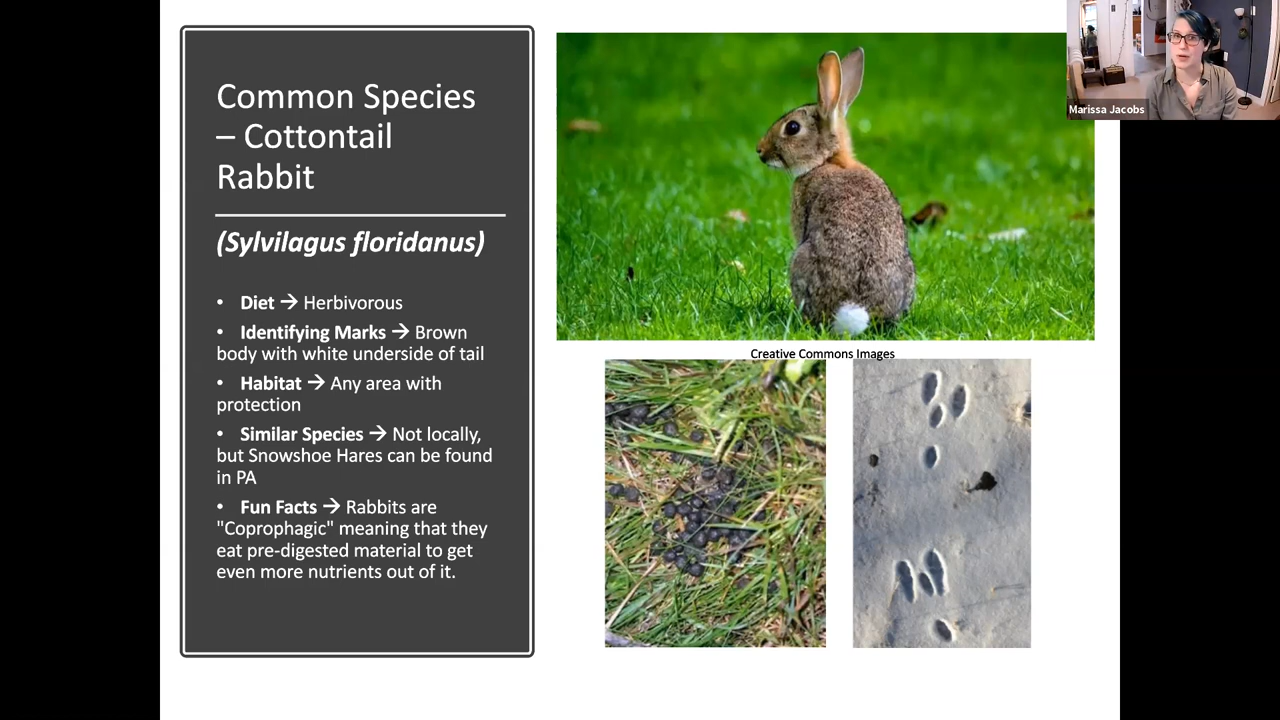 Common Species
– Cottontail
Rabbit
(Sylvilagus floridanus)
• Diet → Herbivorous
• Identifying Marks → Brown
body with white underside of tail
• Habitat → Any area with
protection
• Similar Species → Not locally,
but Snowshoe Hares can be found
in PA
• Fun Facts → Rabbits are
"Coprophagic" meaning that they
eat pre-digested material to get
even more nutrients out of it.
Creative Commons Images
Marissa Jacobs